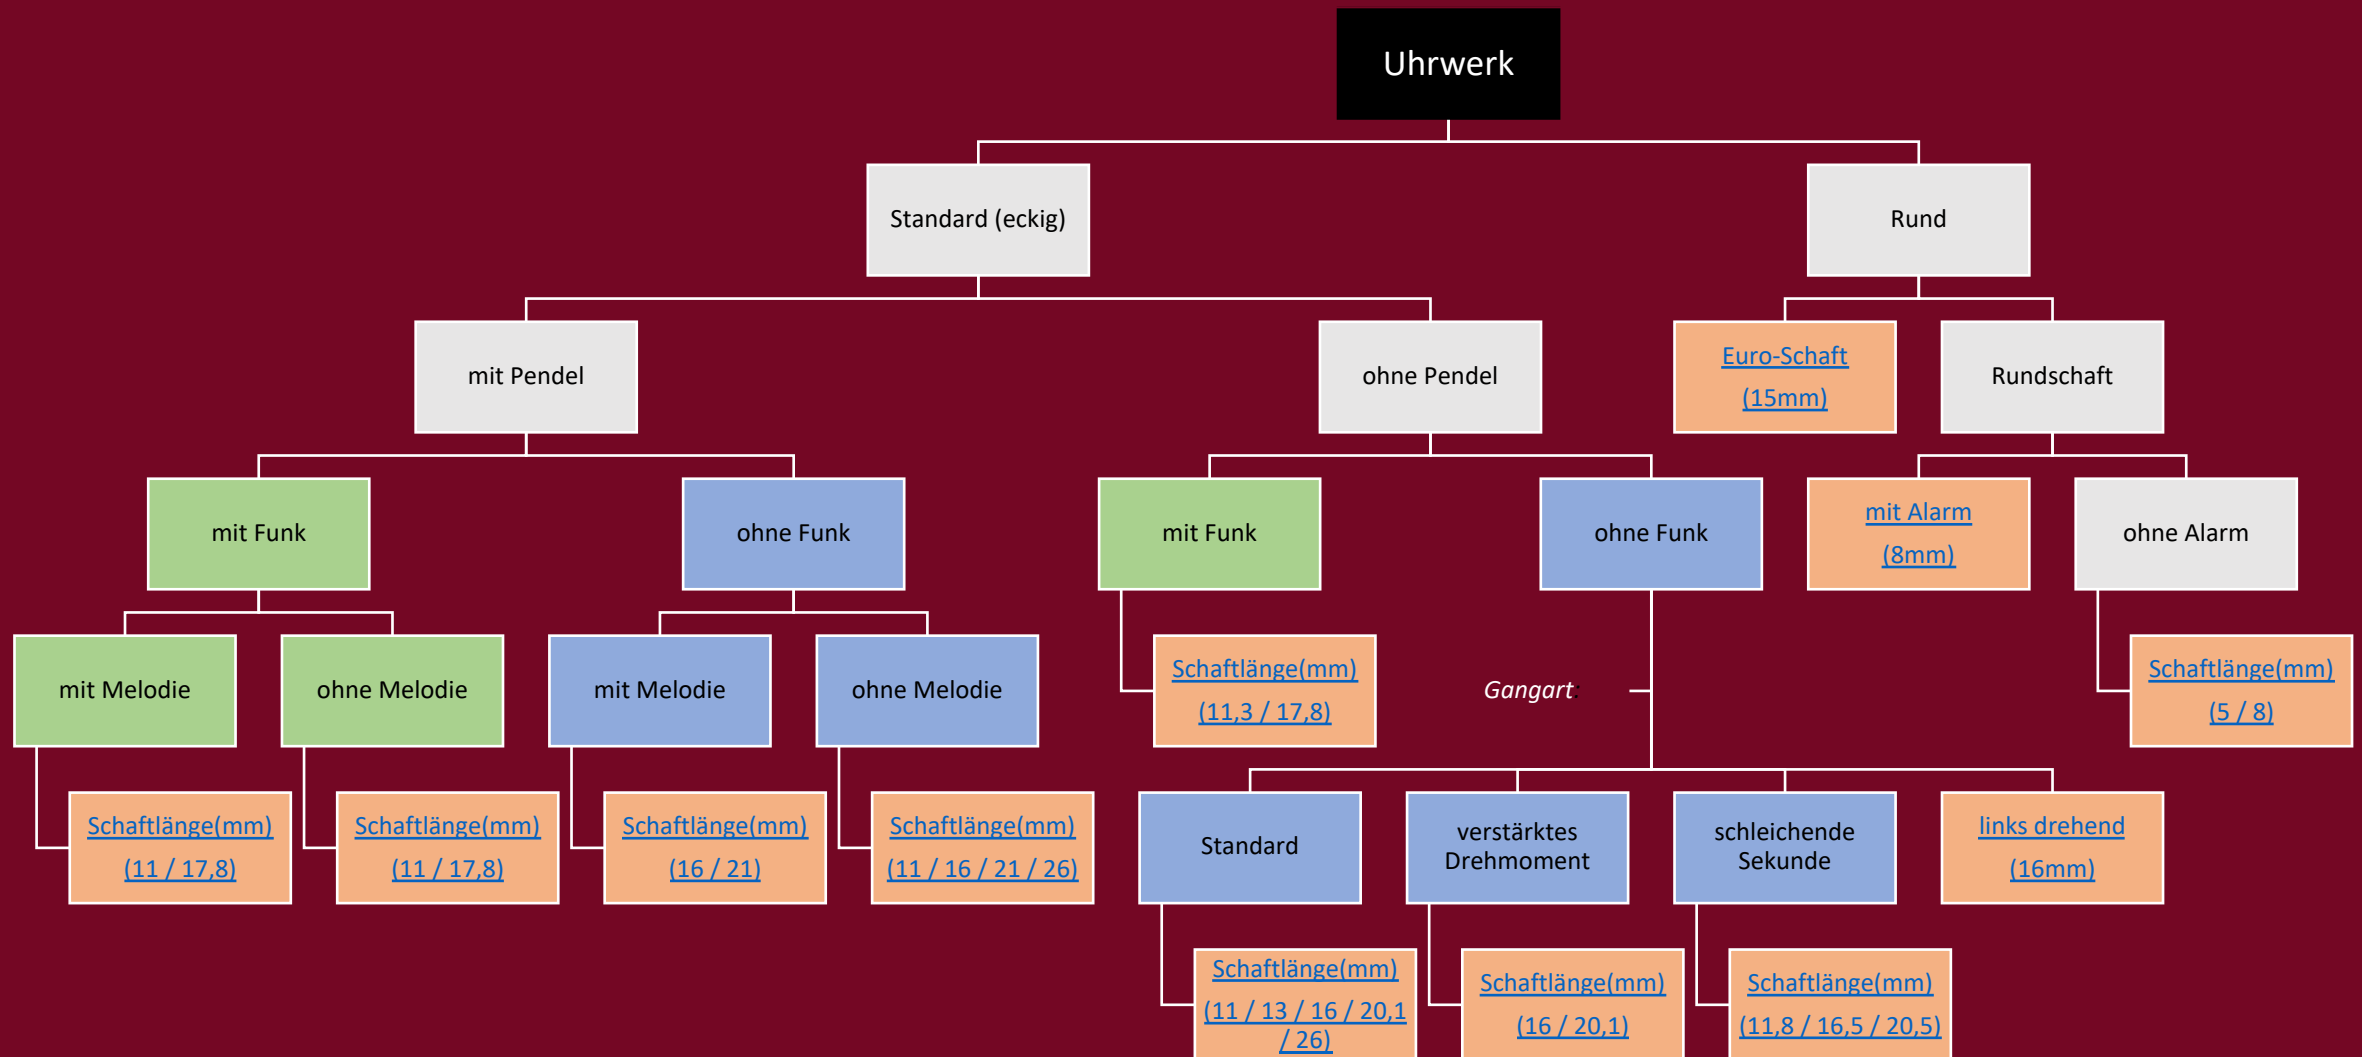 Uhrwerk
Standard (eckig)
Rund
mit Pendel
ohne Pendel
Euro-Schaft
(15mm)
Rundschaft
mit Funk
ohne Funk
mit Funk
ohne Funk
mit Alarm
(8mm)
ohne Alarm
mit Melodie
ohne Melodie
mit Melodie
ohne Melodie
Schaftlänge(mm)
(11,3 / 17,8)
Gangart:
Schaftlänge(mm)
(5 / 8)
Schaftlänge(mm)
(11 / 17,8)
Schaftlänge(mm)
(11 / 17,8)
Schaftlänge(mm)
(16 / 21)
Schaftlänge(mm)
(11 / 16 / 21 / 26)
Standard
verstärktes
Drehmoment
schleichende
Sekunde
links drehend
(16mm)
Schaftlänge(mm)
(11 / 13 / 16 / 20,1
/ 26)
Schaftlänge(mm)
(16 / 20,1)
Schaftlänge(mm)
(11,8 / 16,5 / 20,5)